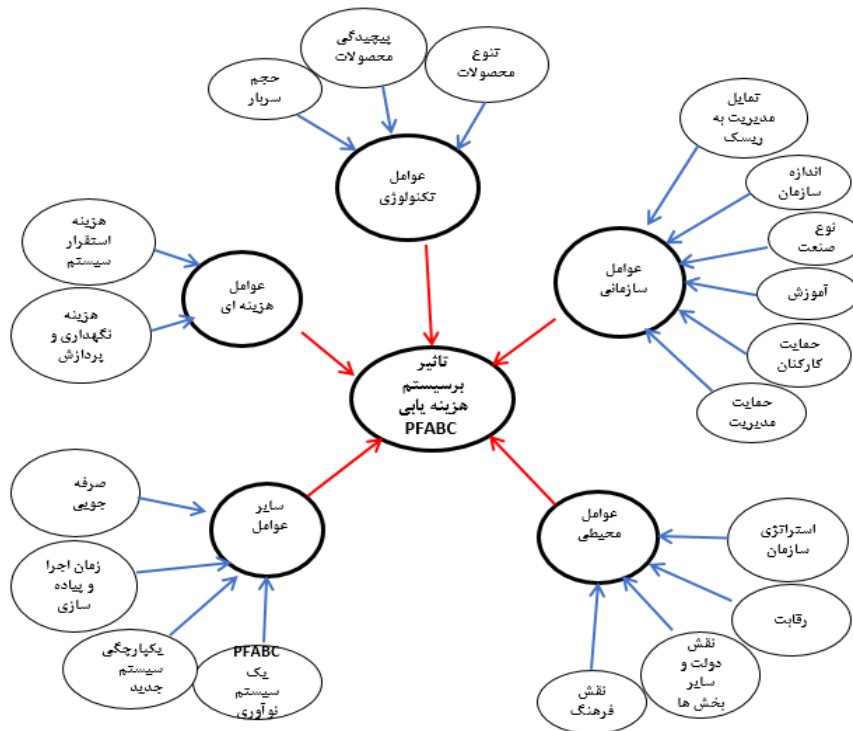 پیچیدگی
محصولات
تنوع
محصولات
حجم
سربار
عوامل
تکنولوژی
تمایل
مدیریت به
ریسک
اندازه
سازمان
نوع
صنعت
آموزش
حمایت
کارکنان
حمایت
مدیریت
عوامل
سازمانی
هزینه
استقرار
سیستم
هزینه
نگهداری و
پردازش
عوامل
هزینه ای
تاثیر
برسیستم
هزینه یابی
PFABC
صرفه
جویی
زمان اجرا
و پیاده
سازی
یکپارچگی
سیستم
جدید
PFABC
یک
سیستم
نوآوری
سایر
عوامل
عوامل
محیطی
استراتژی
سازمان
رقابت
نقش
دولت و
سایر
بخش ها
نقش
فرهنگ